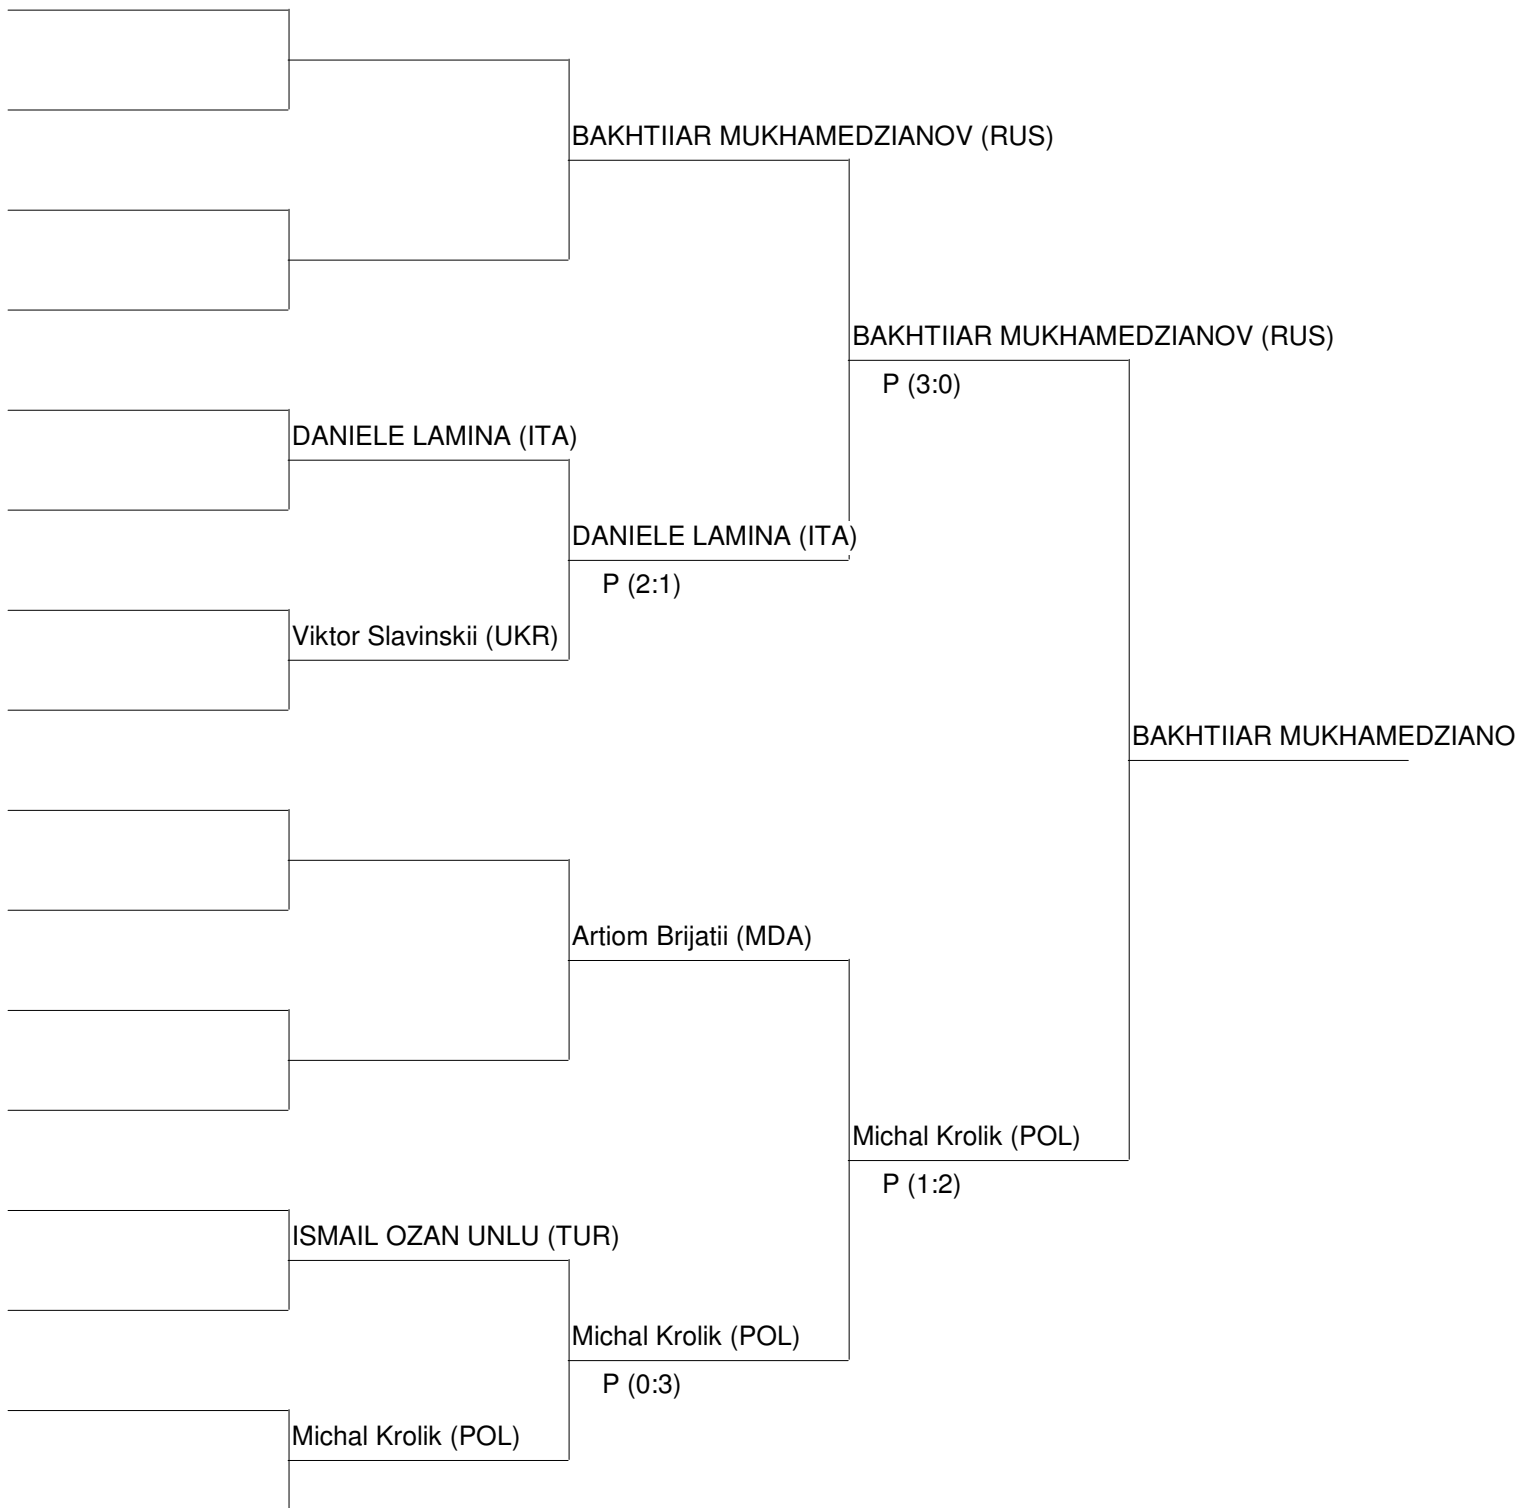 BAKHTIIAR MUKHAMEDZIANOV (RUS)
BAKHTIIAR MUKHAMEDZIANOV (RUS)
P (3:0)
DANIELE LAMINA (ITA)
DANIELE LAMINA (ITA)
P (2:1)
Viktor Slavinskii (UKR)
BAKHTIIAR MUKHAMEDZIANO
Artiom Brijatii (MDA)
Michal Krolik (POL)
P (1:2)
ISMAIL OZAN UNLU (TUR)
Michal Krolik (POL)
P (0:3)
Michal Krolik (POL)